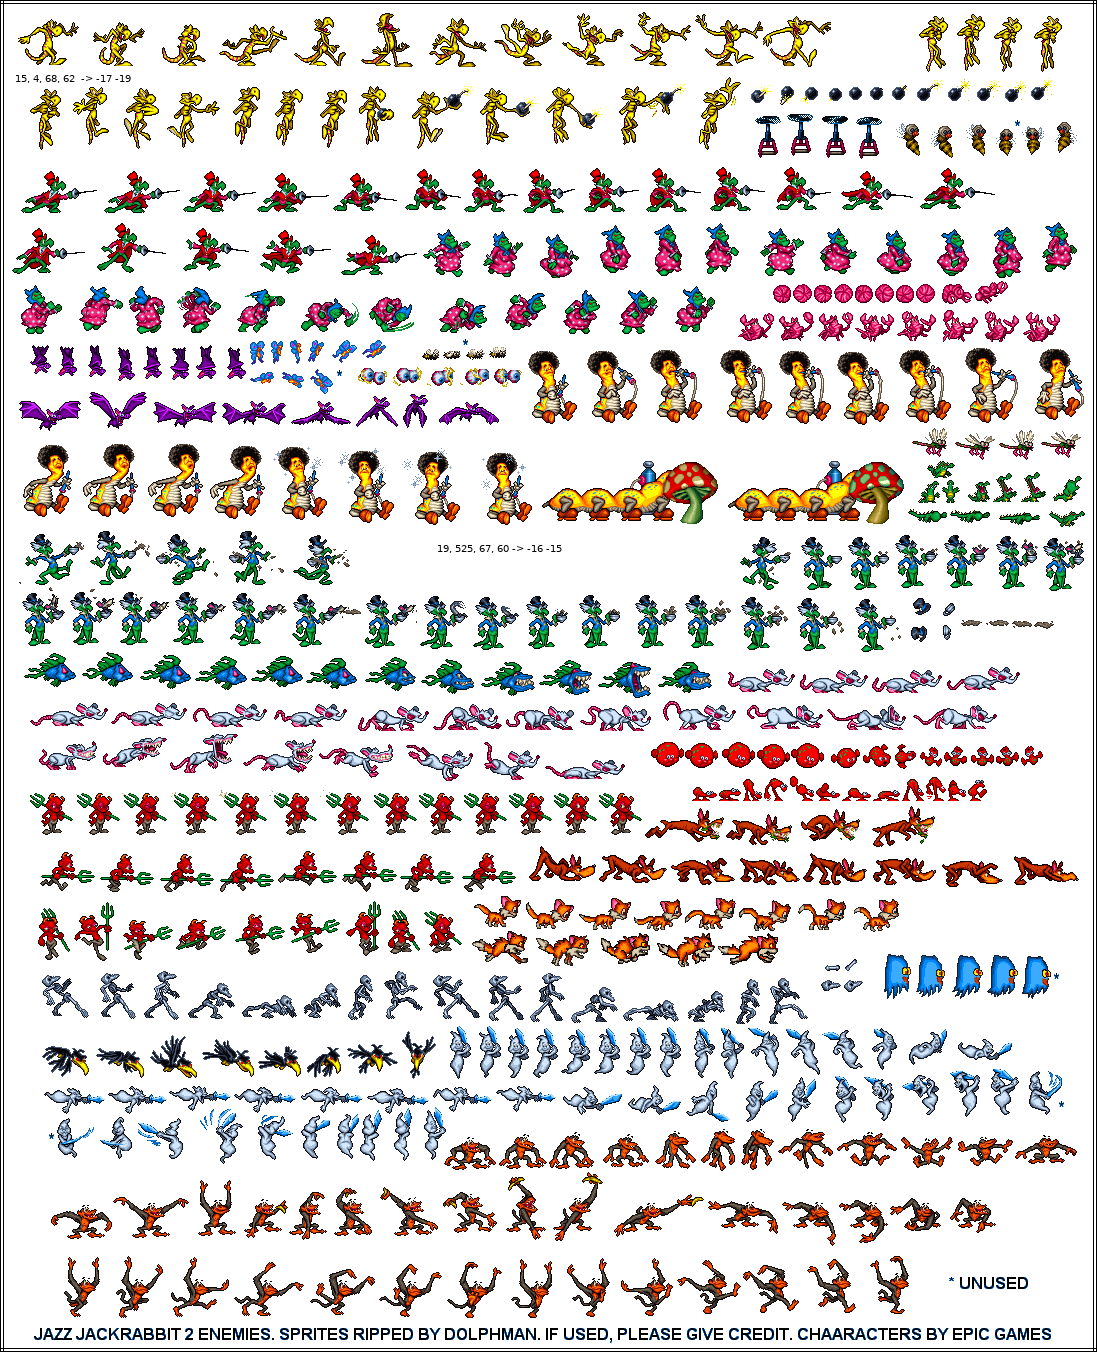 15, 4, 68, 62 -> -17 -19
*
*
*
19, 525, 67, 60 -> -16 -15
*
*
*
* UNUSED
JAZZ JACKRABBIT 2 ENEMIES. SPRITES RIPPED BY DOLPHMAN. IF USED, PLEASE GIVE CREDIT. CHAARACTERS BY EPIC GAMES